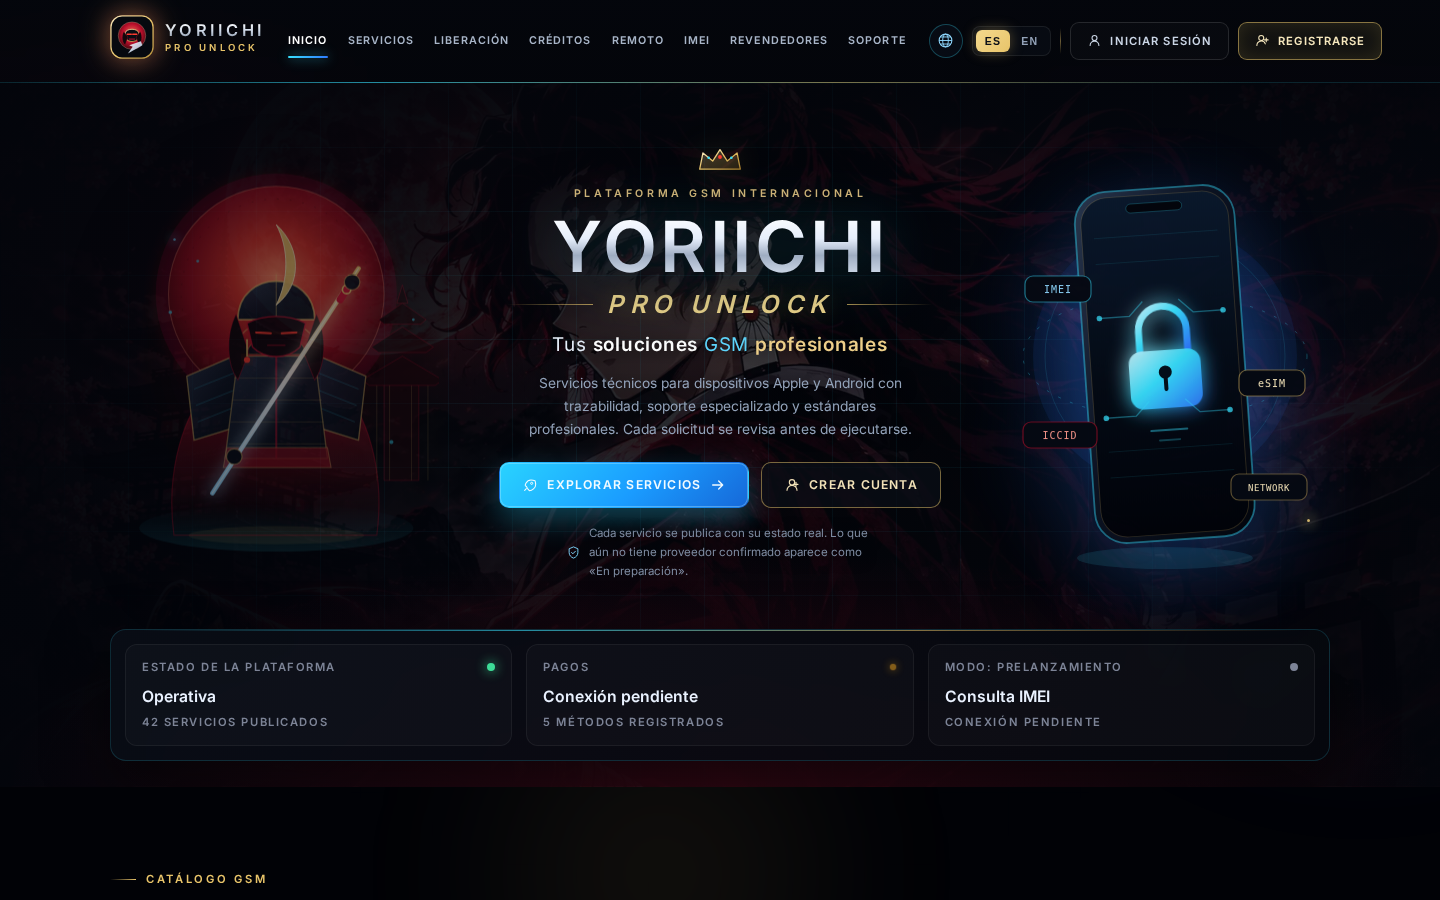 YORIICHI
PRO UNLOCK
INICIO
SERVICIOS
LIBERACIÓN
CRÉDITOS
REMOTO
IMEI
REVENDEDORES
SOPORTE
ES
EN
INICIAR SESIÓN
REGISTRARSE
PLATAFORMA GSM INTERNACIONAL
YORIICHI
PRO UNLOCK
Tus soluciones GSM profesionales
Servicios técnicos para dispositivos Apple y Android con
trazabilidad, soporte especializado y estándares
profesionales. Cada solicitud se revisa antes de ejecutarse.
EXPLORAR SERVICIOS
CREAR CUENTA
Cada servicio se publica con su estado real. Lo que
aún no tiene proveedor confirmado aparece como
«En preparación».
IMEI
eSIM
ICCID
NETWORK
ESTADO DE LA PLATAFORMA
Operativa
42 SERVICIOS PUBLICADOS
PAGOS
Conexión pendiente
5 MÉTODOS REGISTRADOS
MODO: PRELANZAMIENTO
Consulta IMEI
CONEXIÓN PENDIENTE
CATÁLOGO GSM